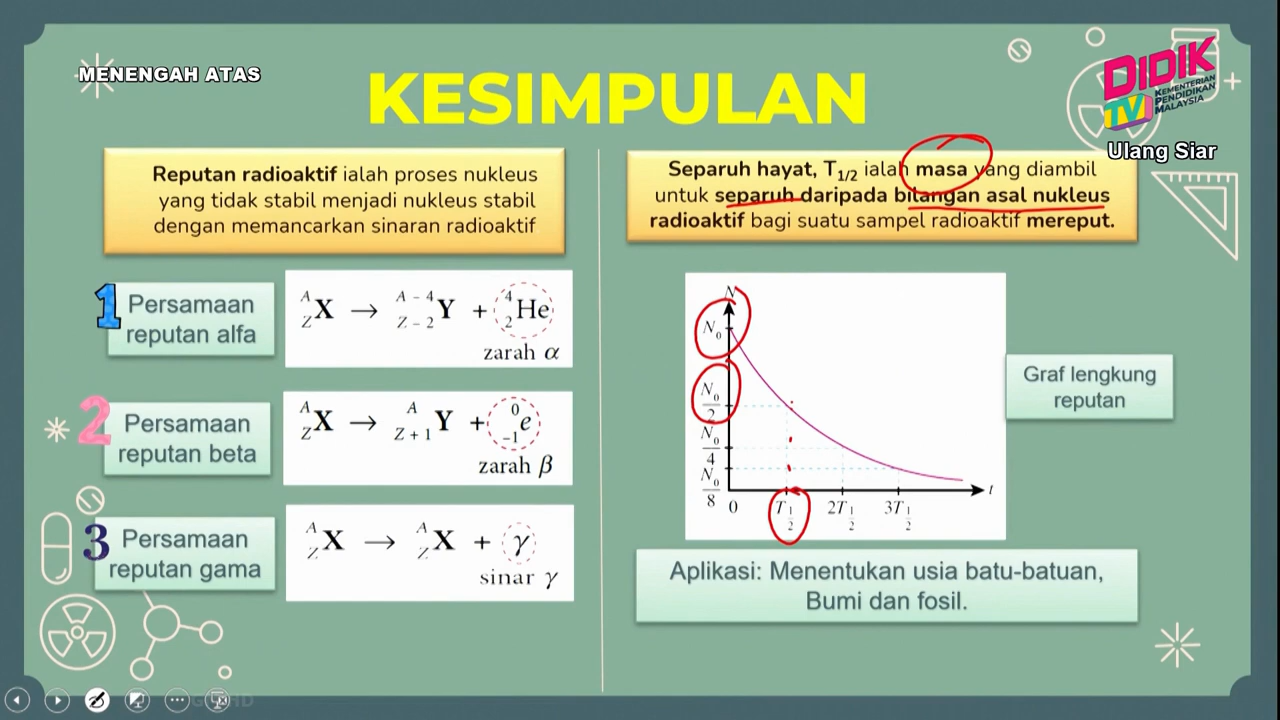 MENENGAH ATAS
KESIMPULAN
DIDIK
TV
KEMENTERIAN
PENDIDIKAN
MALAYSIA
Ulang Siar
Reputan radioaktif ialah proses nukleus
yang tidak stabil menjadi nukleus stabil
dengan memancarkan sinaran radioaktif
1
Persamaan
reputan alfa
A Z X → A − 4 Z − 2 Y + 4 2 He
zarah α
2
Persamaan
reputan beta
A Z X → A Z + 1 Y + 0 −1 e
zarah β
3
Persamaan
reputan gama
A Z X → A Z X + γ
sinar γ
Separuh hayat, T1/2 ialah masa yang diambil
untuk separuh daripada bilangan asal nukleus
radioaktif bagi suatu sampel radioaktif mereput.
N
N0
N0/2
N0/4
N0/8
0 T1/2 2T1/2 3T1/2 t
Graf lengkung
reputan
Aplikasi: Menentukan usia batu-batuan,
Bumi dan fosil.